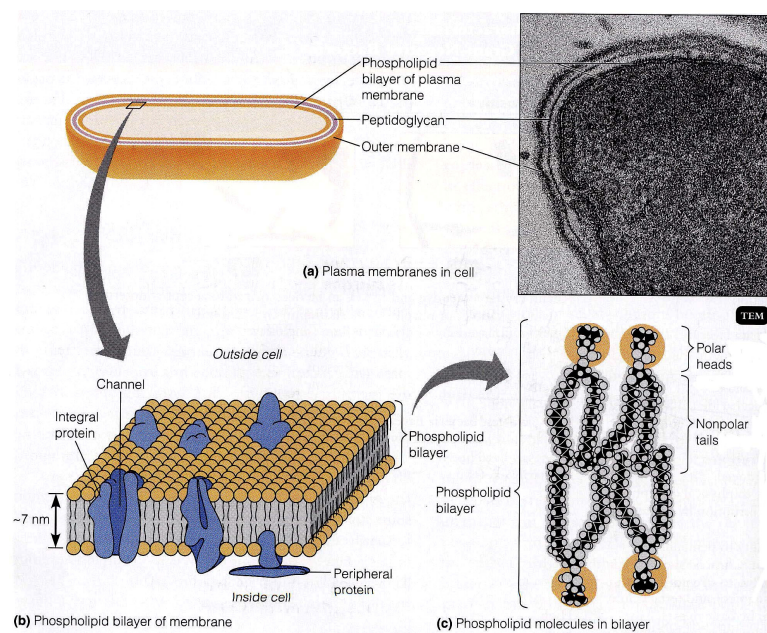 Phospholipid
bilayer of plasma
membrane
Peptidoglycan
Outer membrane
(a) Plasma membranes in cell
TEM
Outside cell
Channel
Integral
protein
Phospholipid
bilayer
~7 nm
Peripheral
protein
Inside cell
(b) Phospholipid bilayer of membrane
Polar
heads
Nonpolar
tails
Phospholipid
bilayer
(c) Phospholipid molecules in bilayer